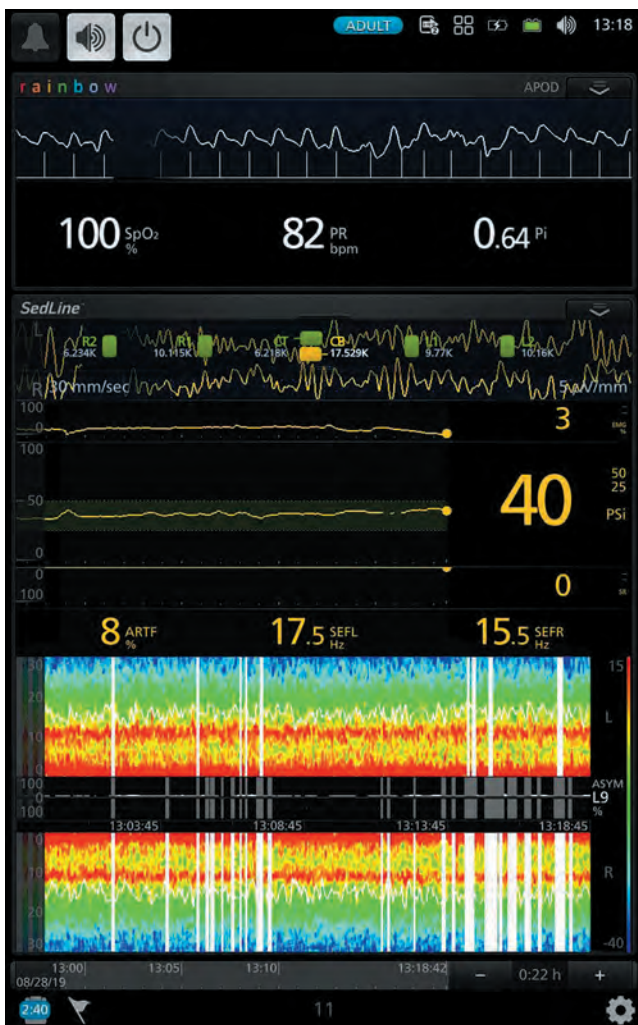 ADULT 13:18
rainbow APOD
100 SpO₂ % 82 PR bpm 0.64 Pi
SedLine
L
R2 R1 CT CB L1 L2
6.234K 10.115K 6.218K 17.529K 9.77K 10.16K
R 30 mm/sec 5 µV/mm
100
0
3 EMG %
100
50
0
40 50 25 PSi
0
100
0 SR
8 ARTF % 17.5 SEFL Hz 15.5 SEFR Hz
30 15
20 L
10
0
100 ASYM
0 L9
100 %
13:03:45 13:08:45 13:13:45 13:18:45
0
10 R
20
30 -40
13:00 13:05 13:10 13:18:42 − 0:22 h +
08/28/19
2:40 11